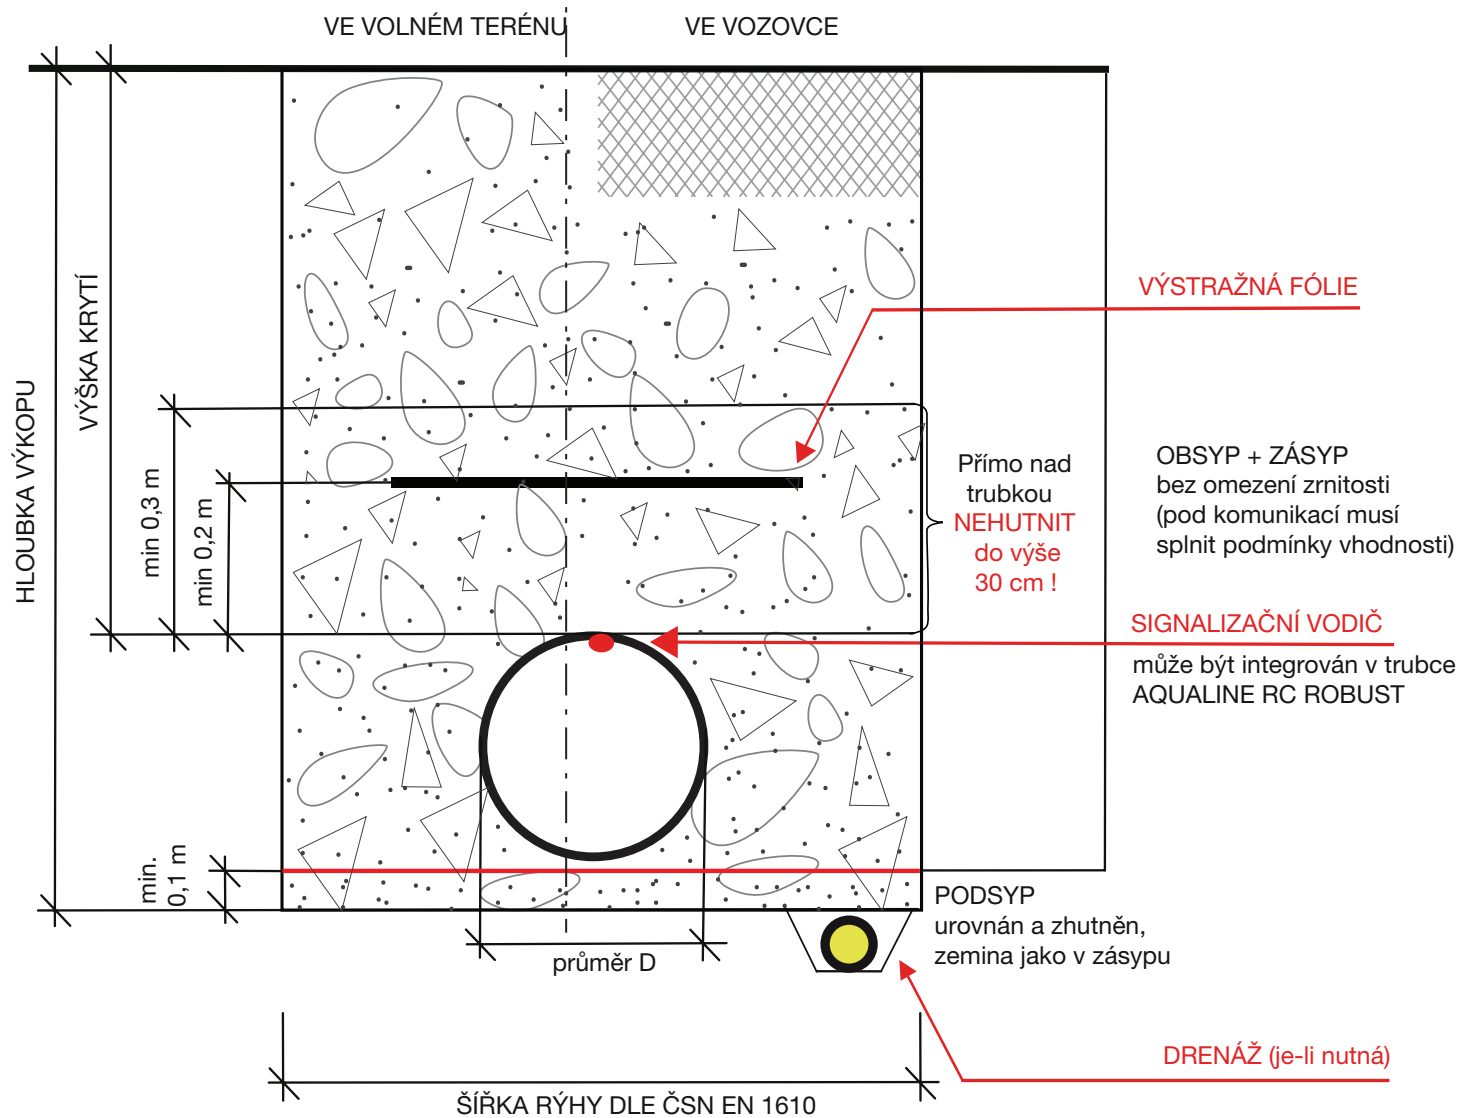 VE VOLNÉM TERÉNU
VE VOZOVCE
HLOUBKA VÝKOPU
VÝŠKA KRYTÍ
min 0,3 m
min 0,2 m
min.
0,1 m
VÝSTRAŽNÁ FÓLIE
Přímo nad
trubkou
NEHUTNIT
do výše
30 cm !
OBSYP + ZÁSYP
bez omezení zrnitosti
(pod komunikací musí
splnit podmínky vhodnosti)
SIGNALIZAČNÍ VODIČ
může být integrován v trubce
AQUALINE RC ROBUST
PODSYP
urovnán a zhutněn,
zemina jako v zásypu
průměr D
DRENÁŽ (je-li nutná)
ŠÍŘKA RÝHY DLE ČSN EN 1610